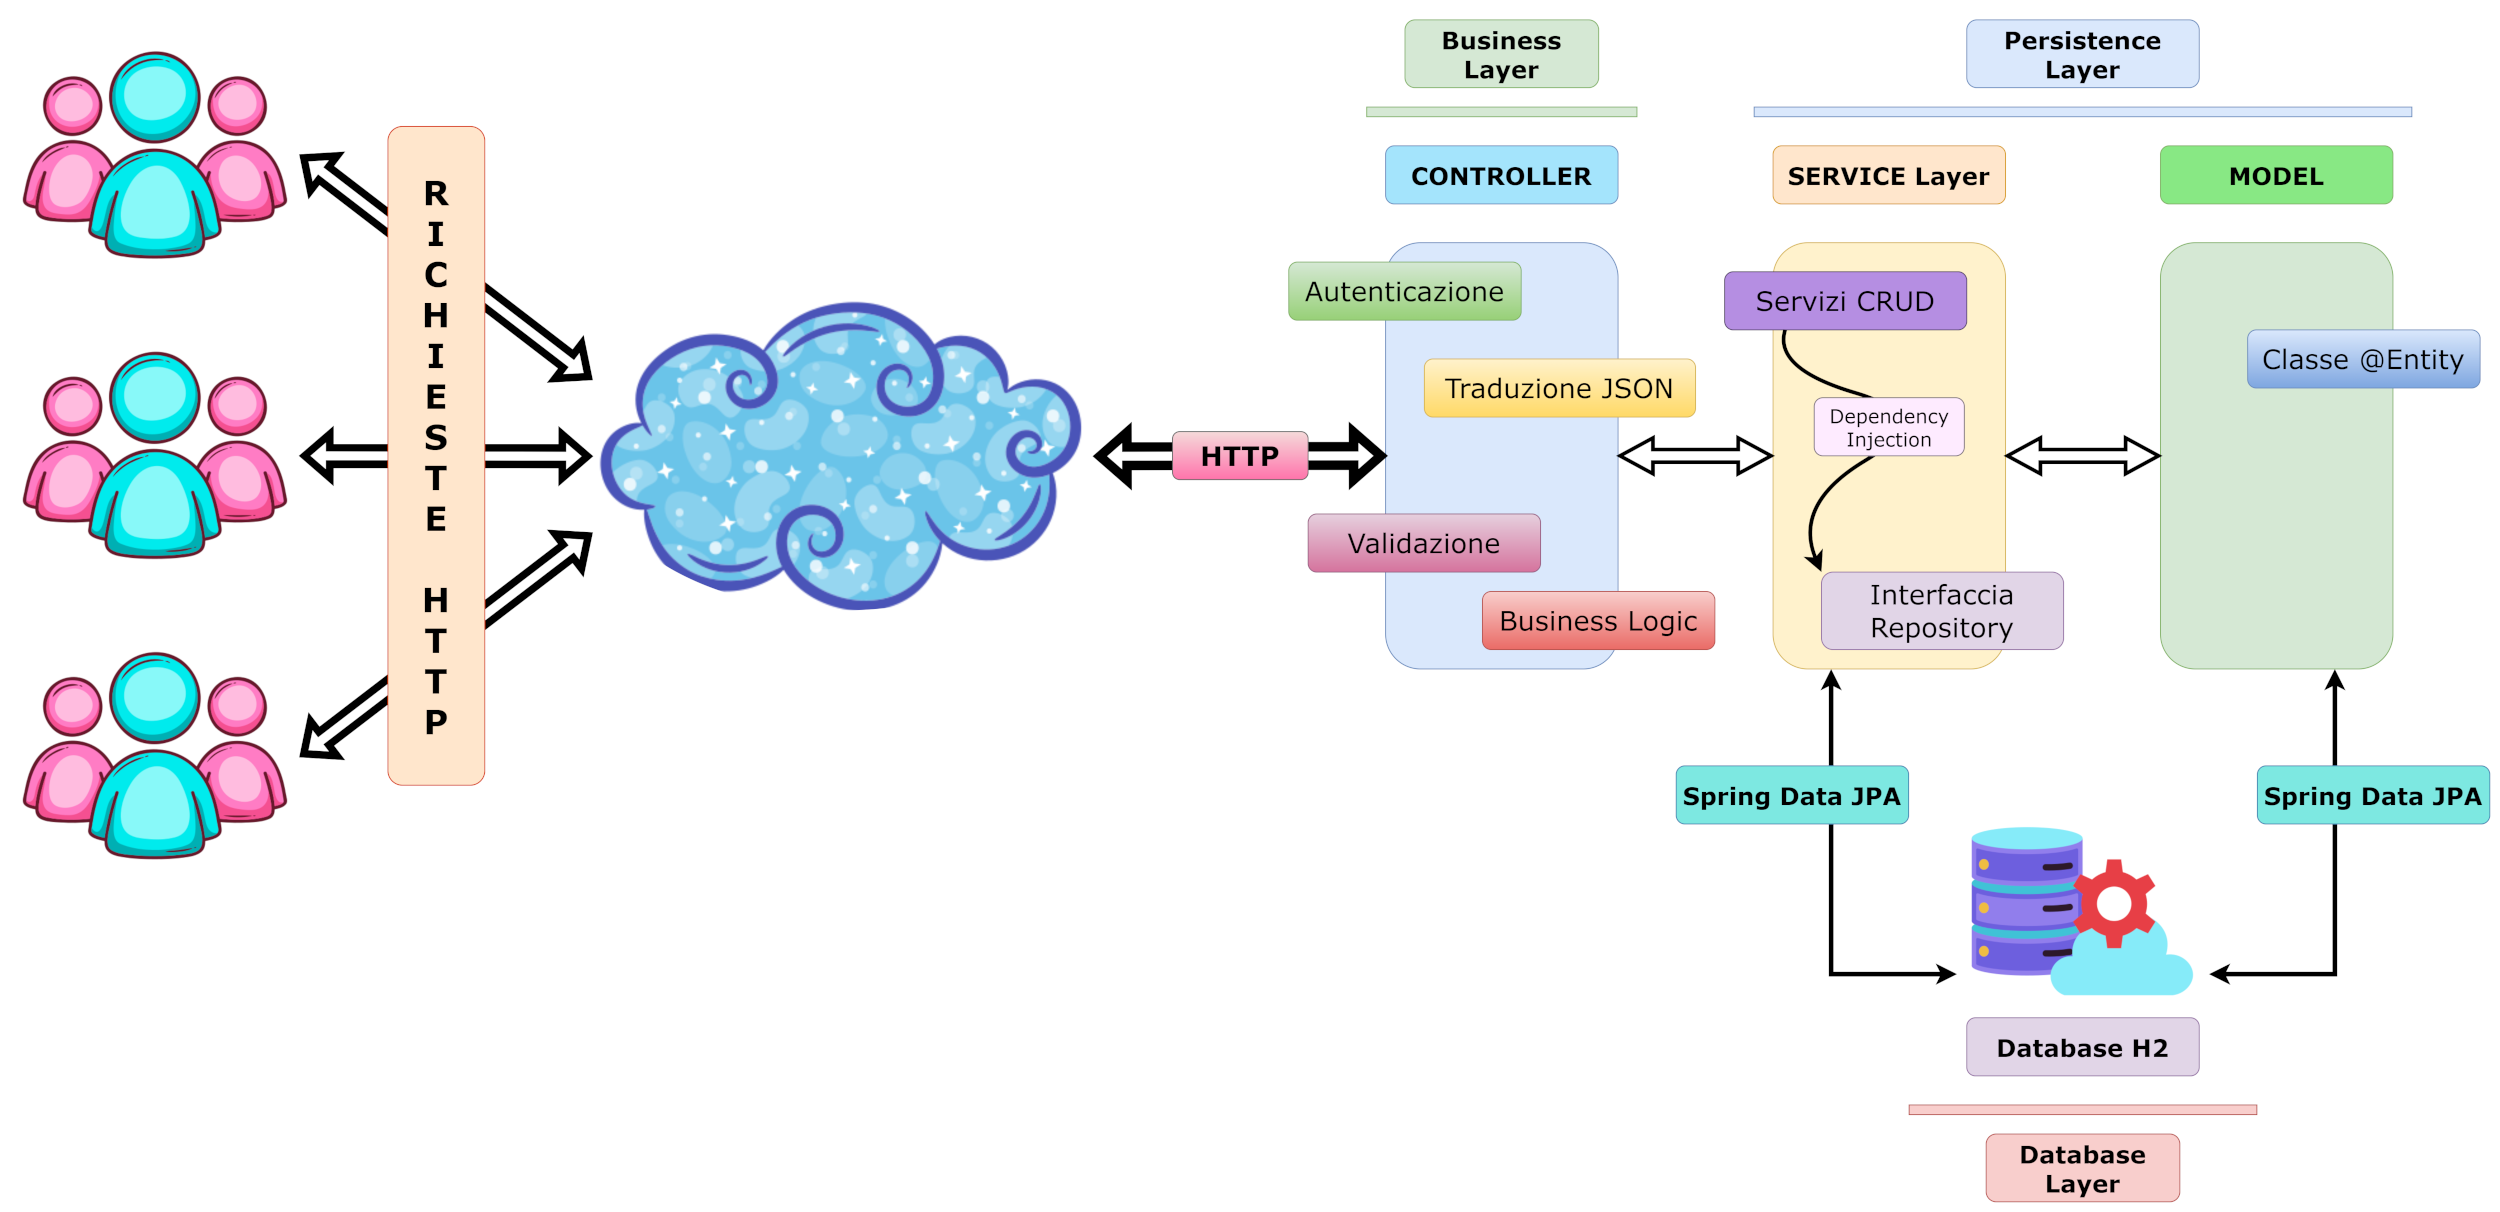 RICHIESTE HTTP
HTTP
Business
Layer
Persistence
Layer
CONTROLLER
SERVICE Layer
MODEL
Autenticazione
Traduzione JSON
Validazione
Business Logic
Servizi CRUD
Dependency
Injection
Interfaccia
Repository
Classe @Entity
Spring Data JPA
Spring Data JPA
Database H2
Database
Layer